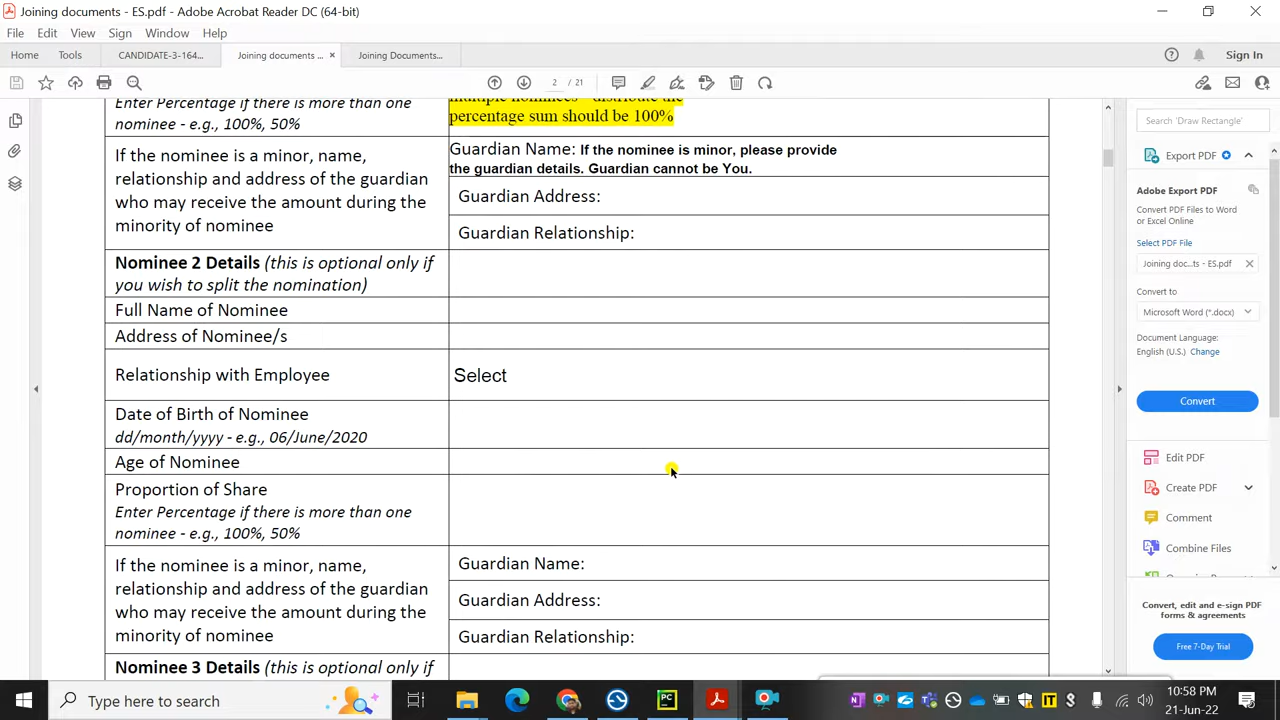 Joining documents - ES.pdf - Adobe Acrobat Reader DC (64-bit)
File Edit View Sign Window Help
Home Tools CANDIDATE-3-164... Joining documents ... × Joining Documents... Sign In
2 / 21
Enter Percentage if there is more than one
nominee - e.g., 100%, 50%
multiple nominees - distribute the
percentage sum should be 100%
If the nominee is a minor, name,
relationship and address of the guardian
who may receive the amount during the
minority of nominee
Guardian Name: If the nominee is minor, please provide
the guardian details. Guardian cannot be You.
Guardian Address:
Guardian Relationship:
Nominee 2 Details (this is optional only if
you wish to split the nomination)
Full Name of Nominee
Address of Nominee/s
Relationship with Employee Select
Date of Birth of Nominee
dd/month/yyyy - e.g., 06/June/2020
Age of Nominee
Proportion of Share
Enter Percentage if there is more than one
nominee - e.g., 100%, 50%
If the nominee is a minor, name,
relationship and address of the guardian
who may receive the amount during the
minority of nominee
Guardian Name:
Guardian Address:
Guardian Relationship:
Nominee 3 Details (this is optional only if
Search 'Draw Rectangle'
Export PDF
Adobe Export PDF
Convert PDF Files to Word
or Excel Online
Select PDF File
Joining doc...ts - ES.pdf
Convert to
Microsoft Word (*.docx)
Document Language:
English (U.S.) Change
Convert
Edit PDF
Create PDF
Comment
Combine Files
Convert, edit and e-sign PDF
forms & agreements
Free 7-Day Trial
Type here to search
10:58 PM
21-Jun-22